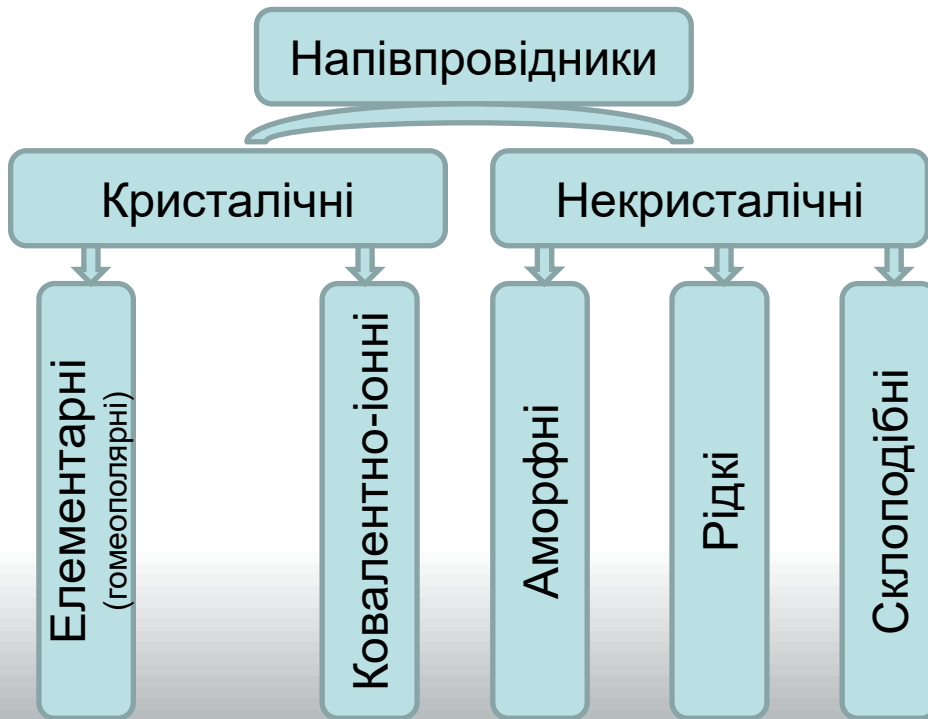 Напівпровідники
Кристалічні
Некристалічні
Елементарні
(гомеополярні)
Ковалентно-іонні
Аморфні
Рідкі
Склоподібні